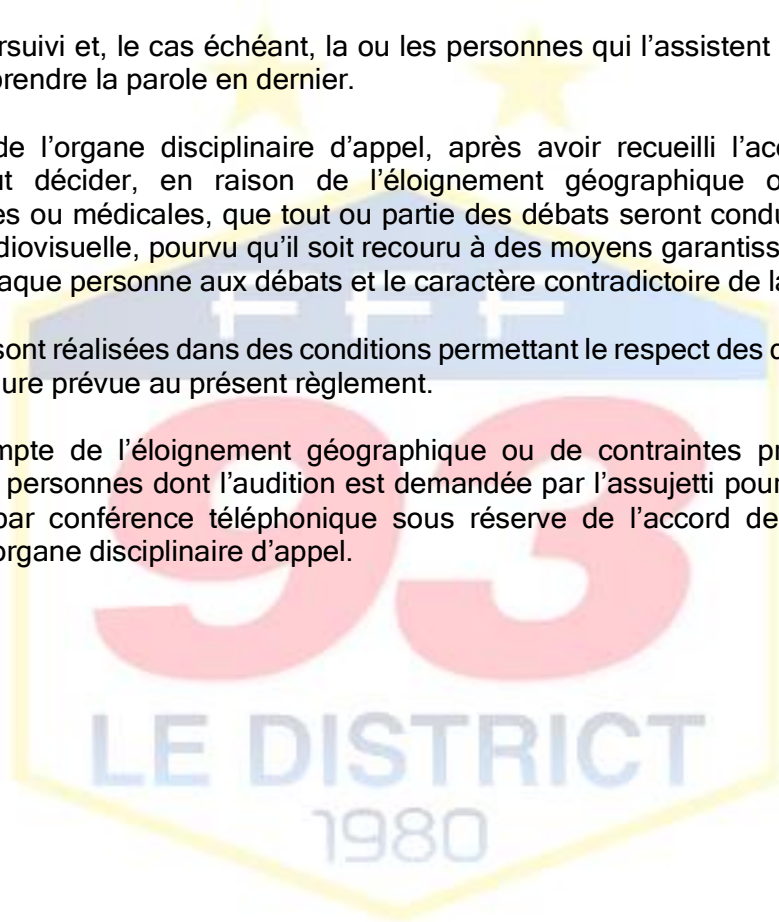 rsuivi et, le cas échéant, la ou les personnes qui l'assistent
prendre la parole en dernier.
de l'organe disciplinaire d'appel, après avoir recueilli l'acc
ut décider, en raison de l'éloignement géographique o
es ou médicales, que tout ou partie des débats seront condu
diovisuelle, pourvu qu'il soit recouru à des moyens garantiss
aque personne aux débats et le caractère contradictoire de la
sont réalisées dans des conditions permettant le respect des d
ure prévue au présent règlement.
mpte de l'éloignement géographique ou de contraintes pr
personnes dont l'audition est demandée par l'assujetti pour
par conférence téléphonique sous réserve de l'accord de
organe disciplinaire d'appel.
FFF
93
LE DISTRICT
1980